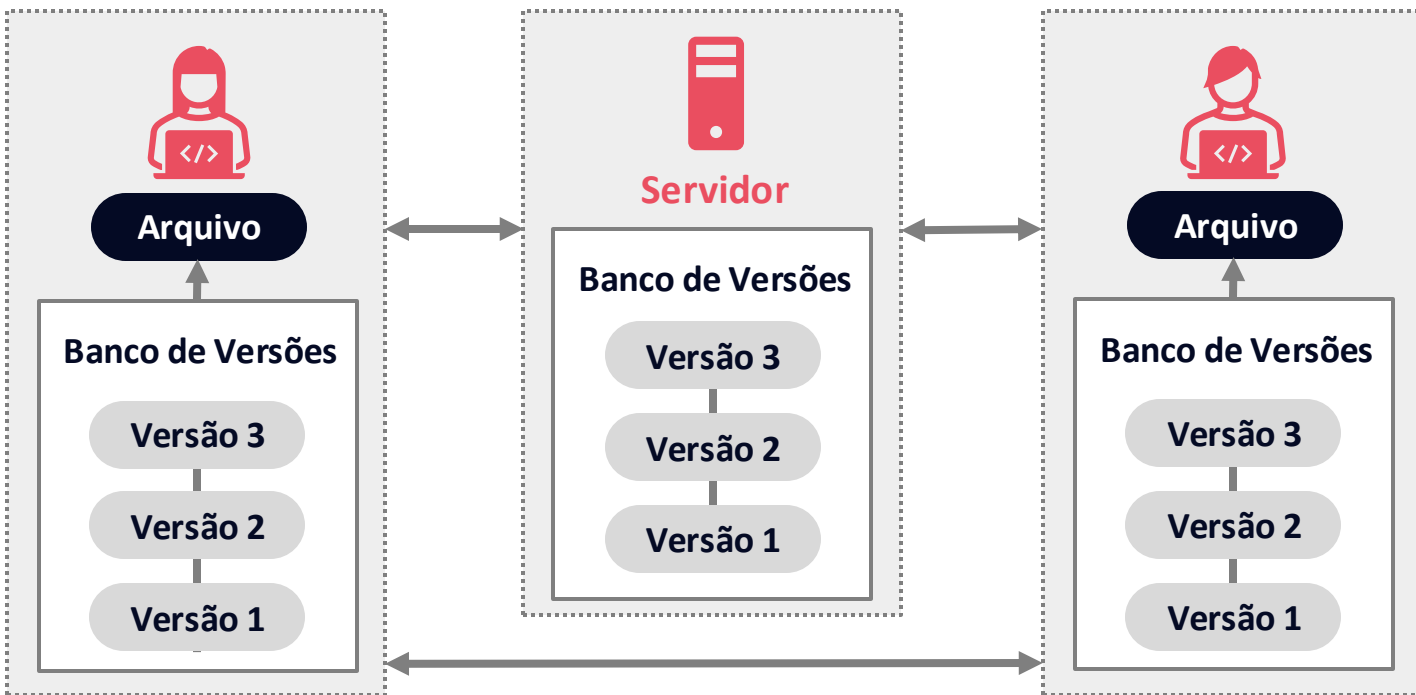 </>
Arquivo
Banco de Versões
Versão 3
Versão 2
Versão 1
Servidor
Banco de Versões
Versão 3
Versão 2
Versão 1
</>
Arquivo
Banco de Versões
Versão 3
Versão 2
Versão 1